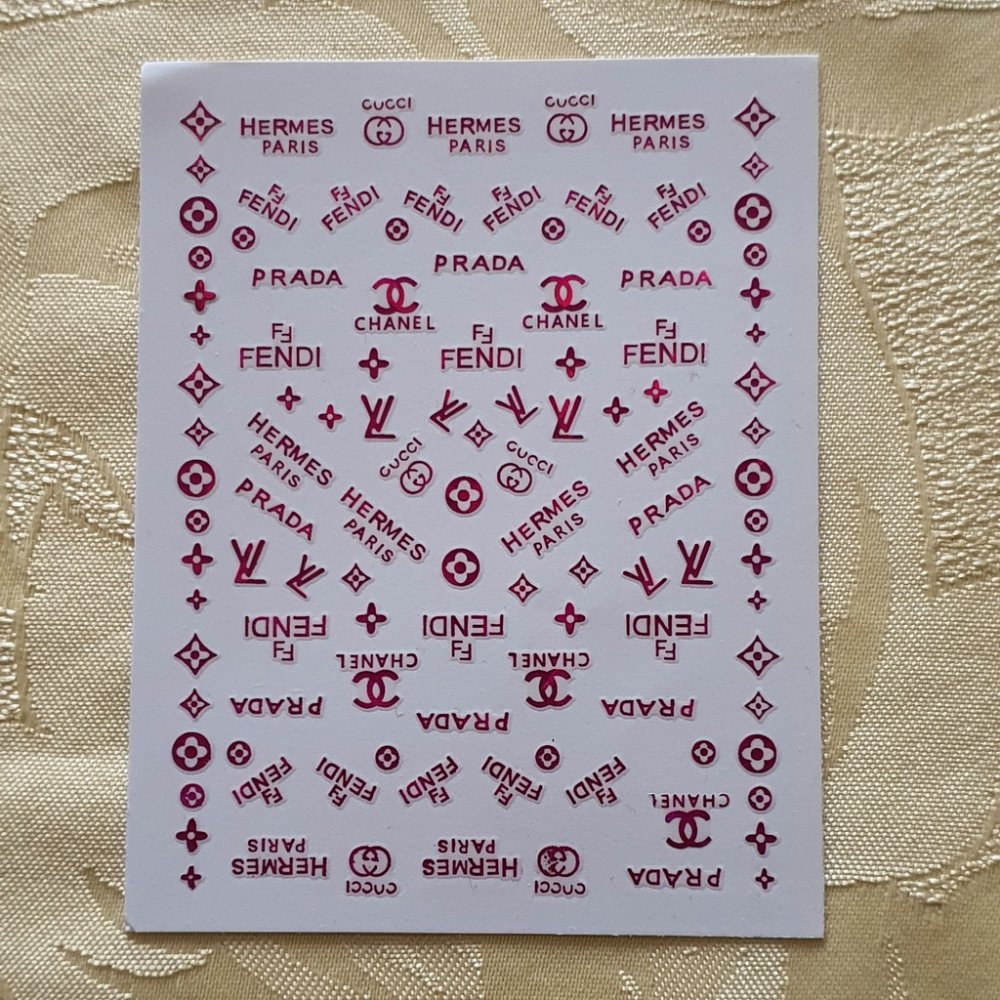 GUCCI GUCCI
HERMES HERMES HERMES
PARIS PARIS PARIS
FENDI FENDI FENDI FENDI FENDI FENDI
PRADA PRADA PRADA
CHANEL CHANEL
FENDI FENDI FENDI
HERMES PARIS GUCCI GUCCI HERMES PARIS
PRADA HERMES PARIS HERMES PARIS PRADA
FENDI FENDI FENDI
CHANEL CHANEL
PRADA PRADA PRADA
FENDI FENDI FENDI FENDI FENDI
CHANEL
HERMES PARIS HERMES PARIS
GUCCI GUCCI
PRADA